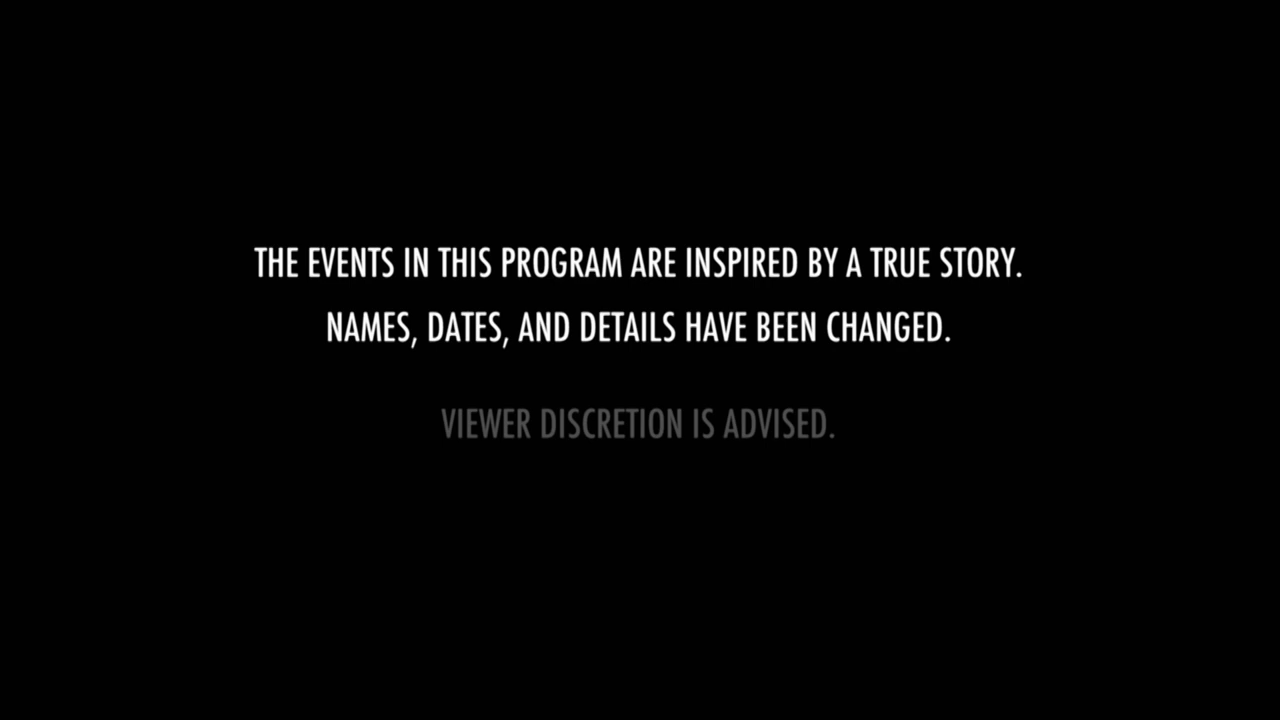 THE EVENTS IN THIS PROGRAM ARE INSPIRED BY A TRUE STORY.
NAMES, DATES, AND DETAILS HAVE BEEN CHANGED.
VIEWER DISCRETION IS ADVISED.